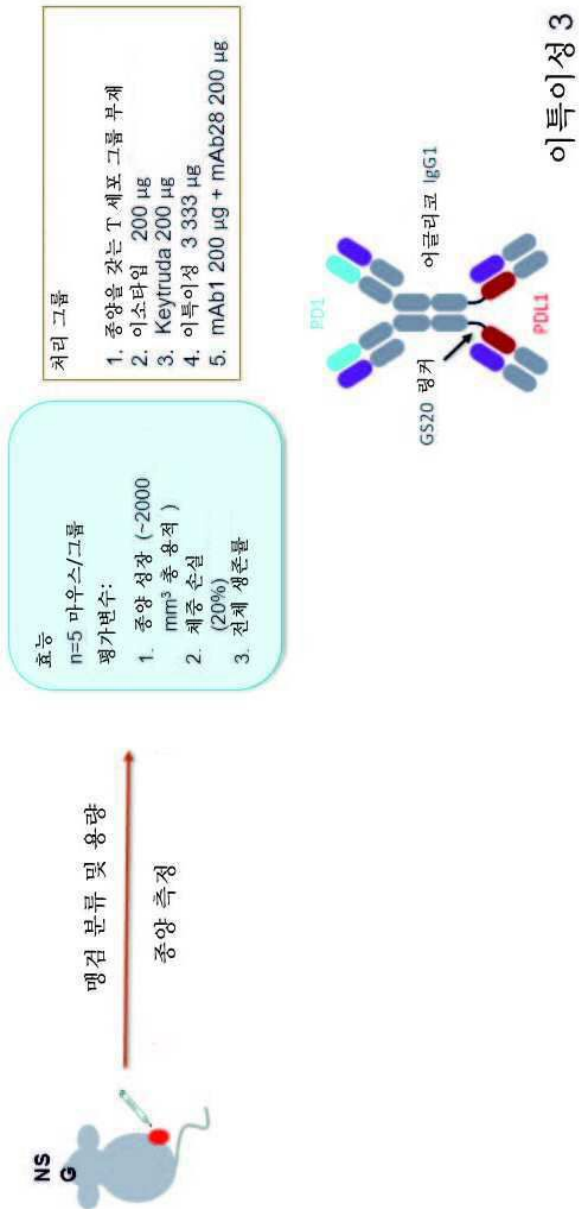 NS
G
맹검 분류 및 용량
종양 측정
효능
n=5 마우스/그룹
평가변수:
1. 종양 성장 (~2000
mm³ 총 용적 )
2. 체중 손실
(20%)
3. 전체 생존률
처리 그룹
1. 종양을 갖는 T 세포 그룹 부재
2. 이소타입 200 µg
3. Keytruda 200 µg
4. 이특이성 3 333 µg
5. mAb1 200 µg + mAb28 200 µg
PD1
GS20 링커
어글리코 IgG1
PDL1
이특이성 3